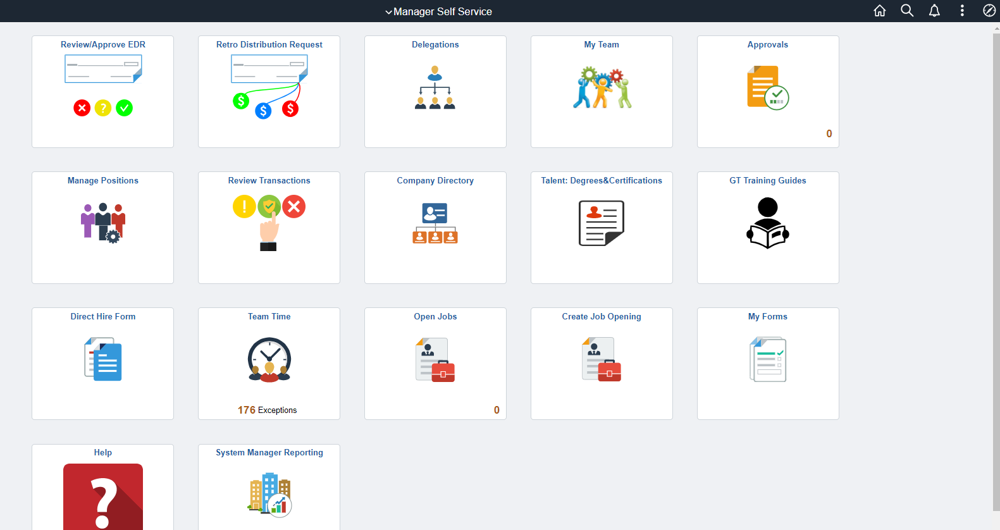 Manager Self Service
Review/Approve EDR
Retro Distribution Request
Delegations
My Team
Approvals
? $ $ $
0
Manage Positions
Review Transactions
Company Directory
Talent: Degrees&Certifications
GT Training Guides
!
Direct Hire Form
Team Time
Open Jobs
Create Job Opening
My Forms
176 Exceptions
0
Help
System Manager Reporting
?